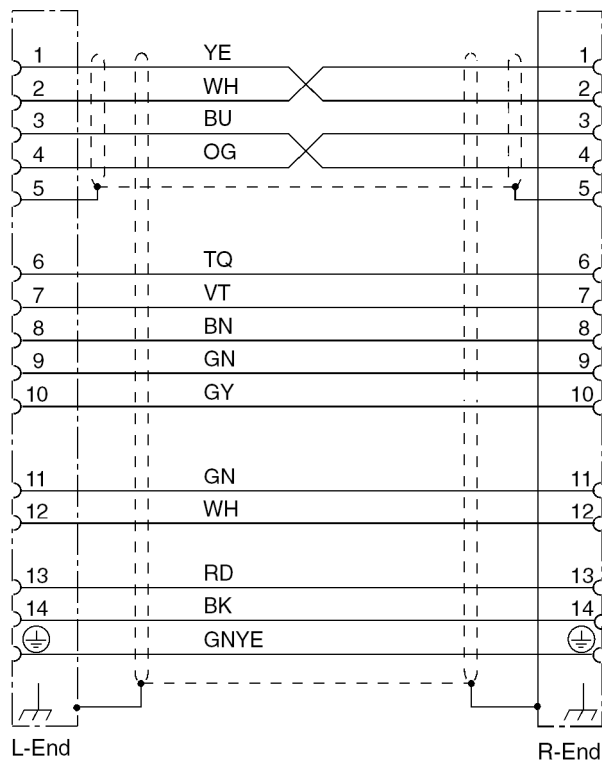 1 YE 1
2 WH 2
3 BU 3
4 OG 4
5 5
6 TQ 6
7 VT 7
8 BN 8
9 GN 9
10 GY 10
11 GN 11
12 WH 12
13 RD 13
14 BK 14
GNYE
L-End R-End